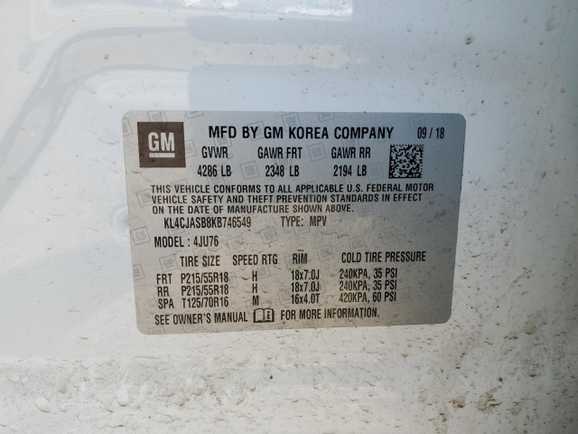 GM
MFD BY GM KOREA COMPANY 09/18
GVWR GAWR FRT GAWR RR
4286 LB 2348 LB 2194 LB
THIS VEHICLE CONFORMS TO ALL APPLICABLE U.S. FEDERAL MOTOR
VEHICLE SAFETY AND THEFT PREVENTION STANDARDS IN EFFECT
ON THE DATE OF MANUFACTURE SHOWN ABOVE.
KL4CJASB8KB746549 TYPE: MPV
MODEL: 4JU76
TIRE SIZE SPEED RTG RIM COLD TIRE PRESSURE
FRT P215/55R18 H 18x7.0J 240KPA, 35 PSI
RR P215/55R18 H 18x7.0J 240KPA, 35 PSI
SPA T125/70R16 M 16x4.0T 420KPA, 60 PSI
SEE OWNER'S MANUAL FOR MORE INFORMATION.